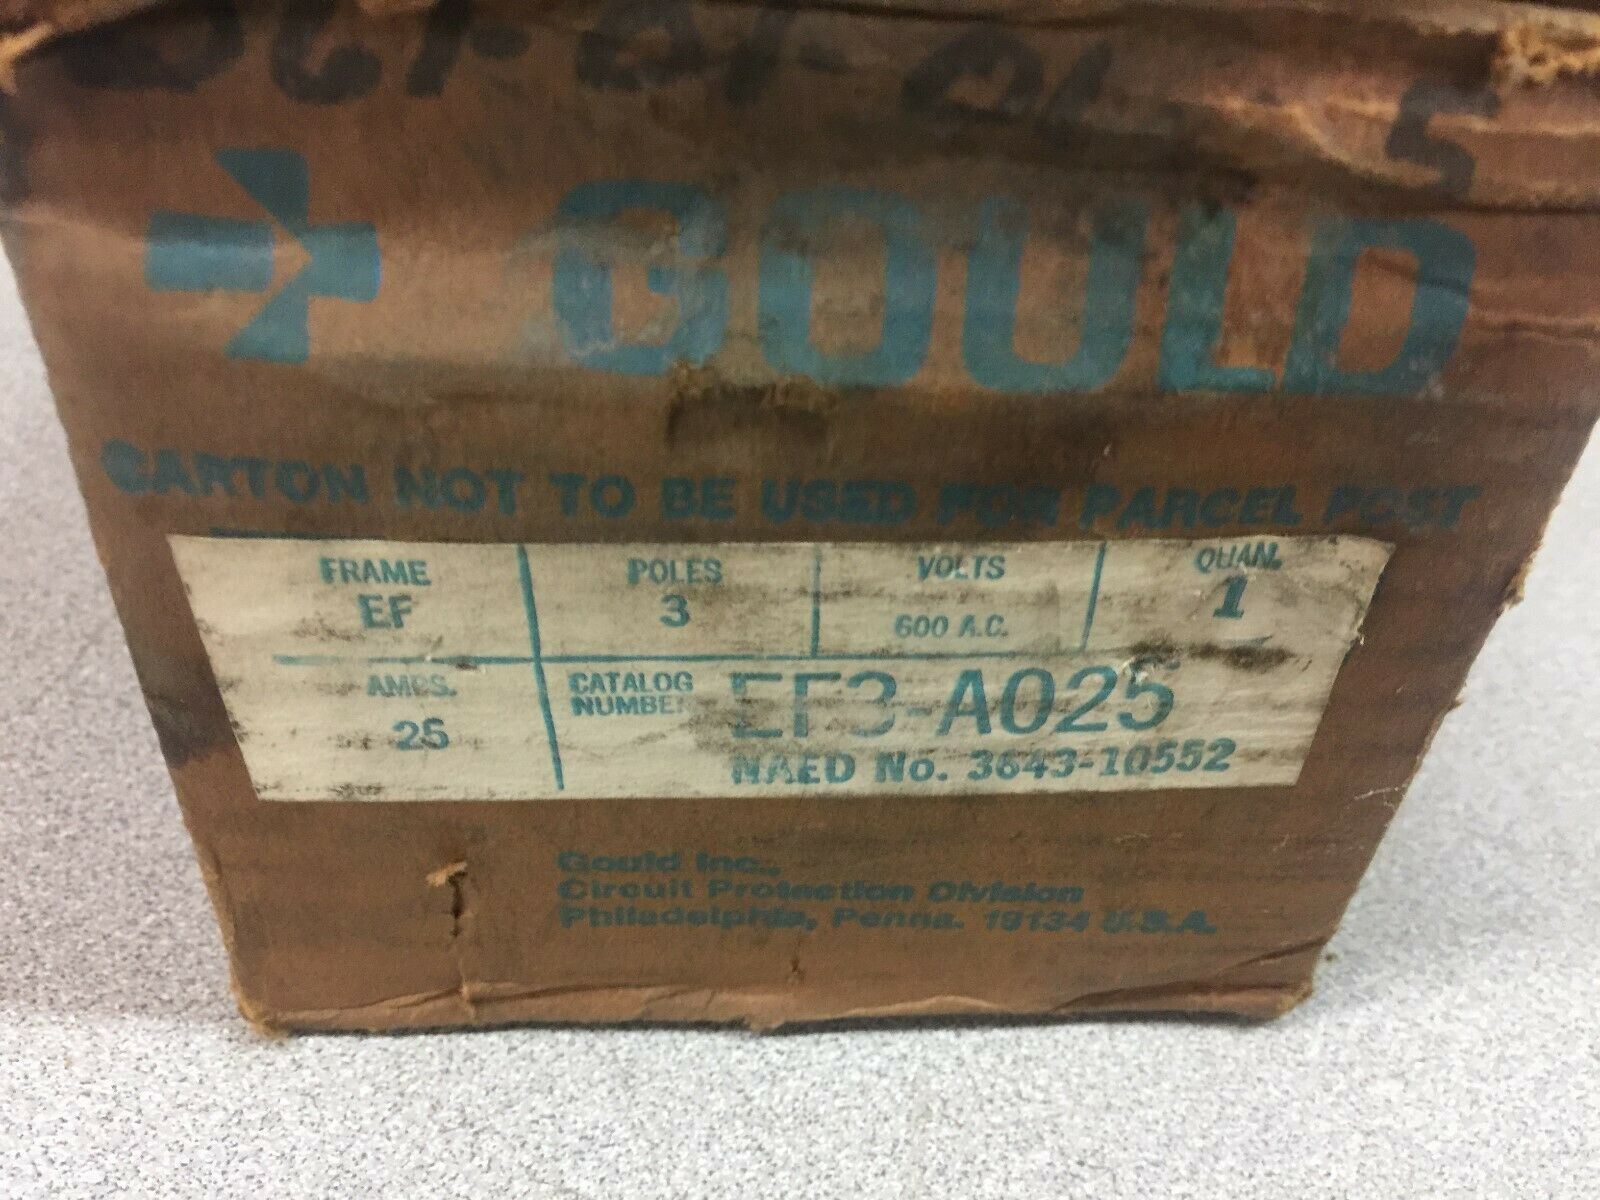 GOULD
CARTON NOT TO BE USED FOR PARCEL POST
FRAME POLES VOLTS QUAN.
EF 3 600 A.C. 1
AMPS. CATALOG NUMBER EF3-A025
25 NAED No. 3643-10552
Gould Inc.,
Circuit Protection Division
Philadelphia, Penna. 19134 U.S.A.